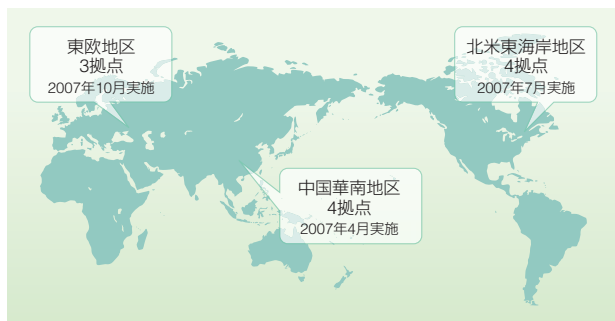 東欧地区
3拠点
2007年10月実施
北米東海岸地区
4拠点
2007年7月実施
中国華南地区
4拠点
2007年4月実施